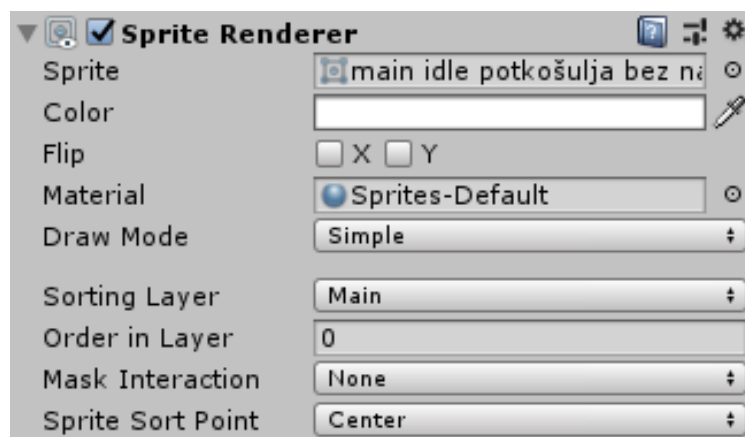 Sprite Renderer
Sprite main idle potkošulja bez
Color
Flip X Y
Material Sprites-Default
Draw Mode Simple
Sorting Layer Main
Order in Layer 0
Mask Interaction None
Sprite Sort Point Center